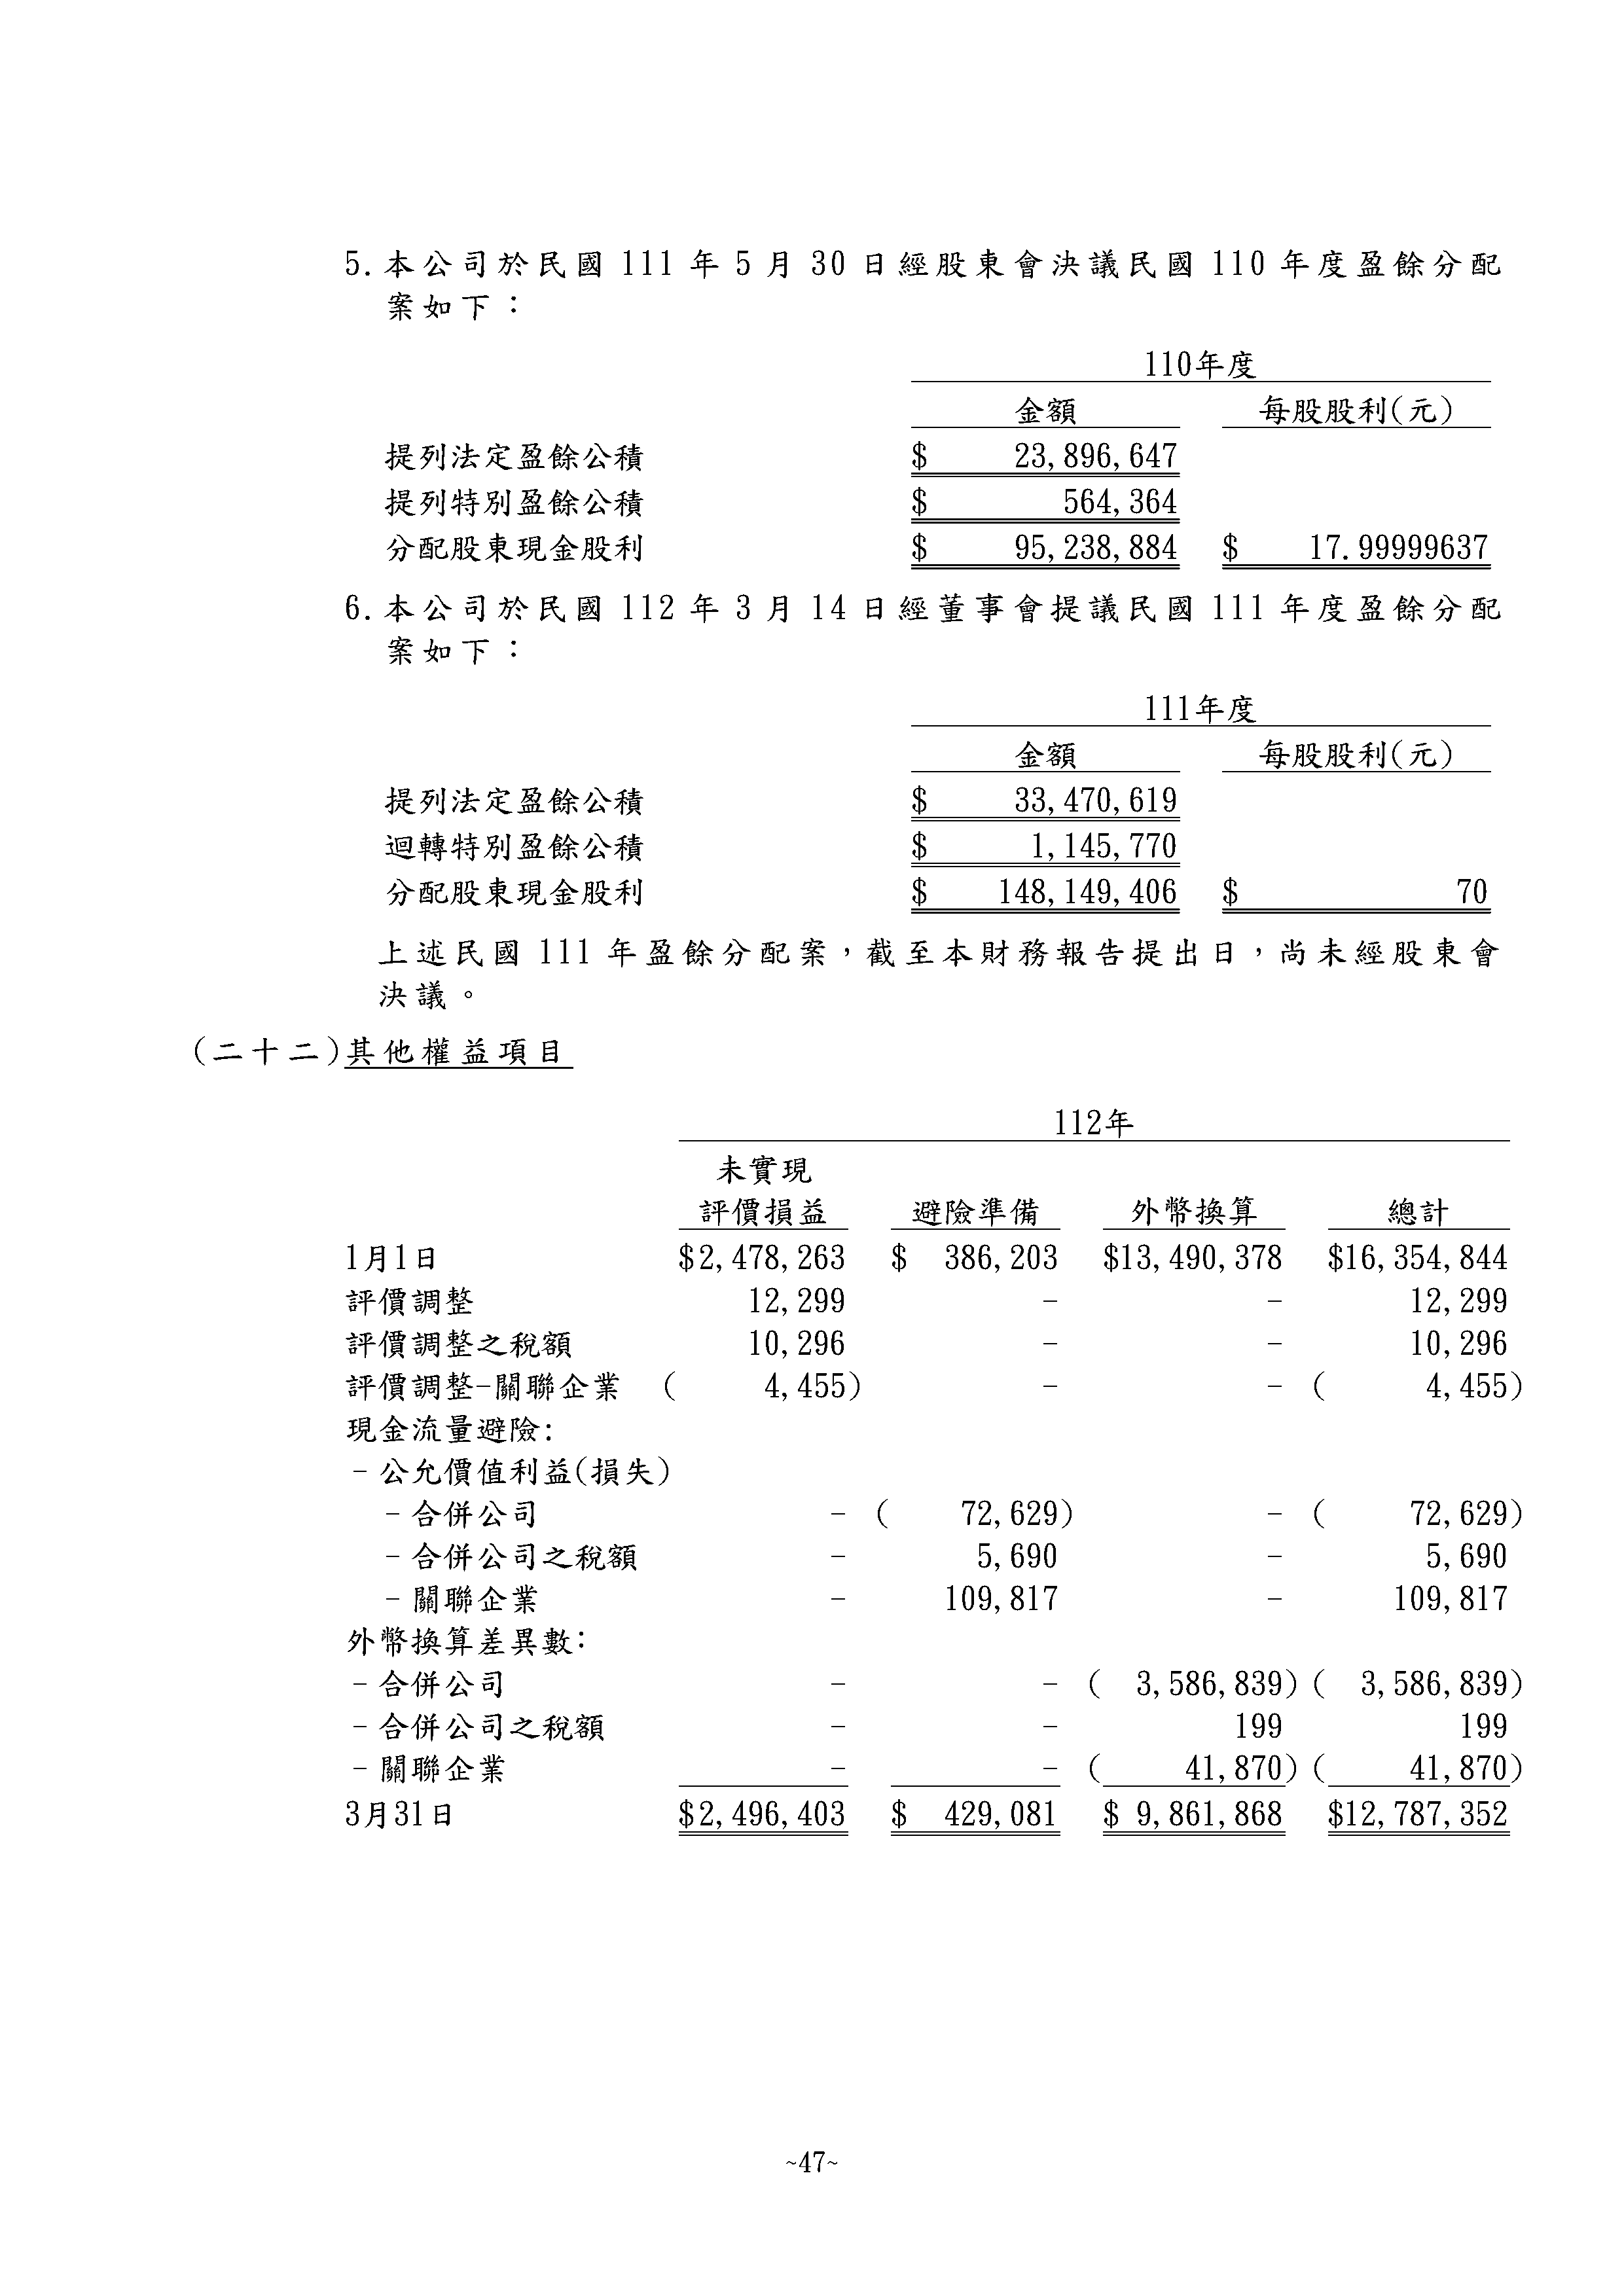 5.本公司於民國 111 年 5 月 30 日經股東會決議民國 110 年度盈餘分配
案如下：
110年度
金額 每股股利(元)
提列法定盈餘公積 $ 23,896,647
提列特別盈餘公積 $ 564,364
分配股東現金股利 $ 95,238,884 $ 17.99999637
6.本公司於民國 112 年 3 月 14 日經董事會提議民國 111 年度盈餘分配
案如下：
111年度
金額 每股股利(元)
提列法定盈餘公積 $ 33,470,619
迴轉特別盈餘公積 $ 1,145,770
分配股東現金股利 $ 148,149,406 $ 70
上述民國 111 年盈餘分配案，截至本財務報告提出日，尚未經股東會
決議。
(二十二)其他權益項目
112年
未實現
評價損益 避險準備 外幣換算 總計
1月1日 $2,478,263 $ 386,203 $13,490,378 $16,354,844
評價調整 12,299 - - 12,299
評價調整之稅額 10,296 - - 10,296
評價調整-關聯企業 ( 4,455) - - ( 4,455)
現金流量避險:
-公允價值利益(損失)
-合併公司 - ( 72,629) - ( 72,629)
-合併公司之稅額 - 5,690 - 5,690
-關聯企業 - 109,817 - 109,817
外幣換算差異數:
-合併公司 - - ( 3,586,839) ( 3,586,839)
-合併公司之稅額 - - 199 199
-關聯企業 - - ( 41,870) ( 41,870)
3月31日 $2,496,403 $ 429,081 $ 9,861,868 $12,787,352
~47~